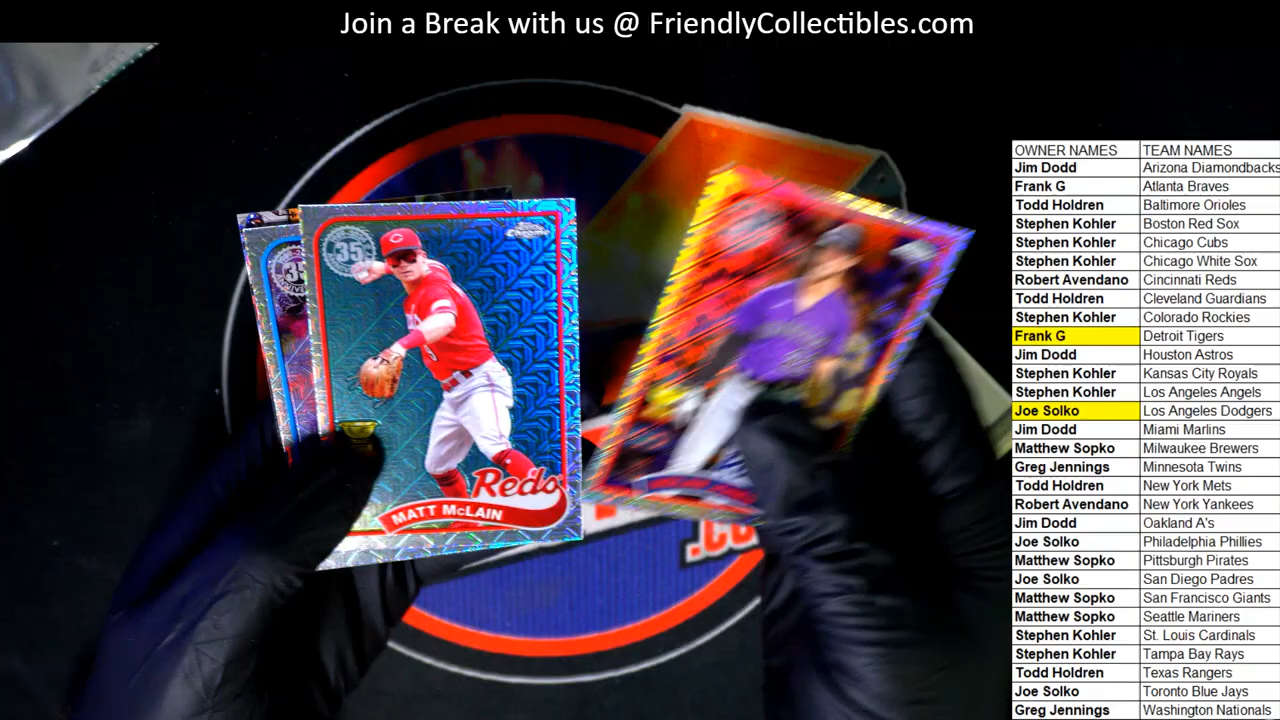 Join a Break with us @ FriendlyCollectibles.com
OWNER NAMES TEAM NAMES
Jim Dodd Arizona Diamondbacks
Frank G Atlanta Braves
Todd Holdren Baltimore Orioles
Stephen Kohler Boston Red Sox
Stephen Kohler Chicago Cubs
Stephen Kohler Chicago White Sox
Robert Avendano Cincinnati Reds
Todd Holdren Cleveland Guardians
Stephen Kohler Colorado Rockies
Frank G Detroit Tigers
Jim Dodd Houston Astros
Stephen Kohler Kansas City Royals
Stephen Kohler Los Angeles Angels
Joe Solko Los Angeles Dodgers
Jim Dodd Miami Marlins
Matthew Sopko Milwaukee Brewers
Greg Jennings Minnesota Twins
Todd Holdren New York Mets
Robert Avendano New York Yankees
Jim Dodd Oakland A's
Joe Solko Philadelphia Phillies
Matthew Sopko Pittsburgh Pirates
Joe Solko San Diego Padres
Matthew Sopko San Francisco Giants
Matthew Sopko Seattle Mariners
Stephen Kohler St. Louis Cardinals
Stephen Kohler Tampa Bay Rays
Todd Holdren Texas Rangers
Joe Solko Toronto Blue Jays
Greg Jennings Washington Nationals
35
35
Topps Chrome
Reds
MATT McLAIN
.co